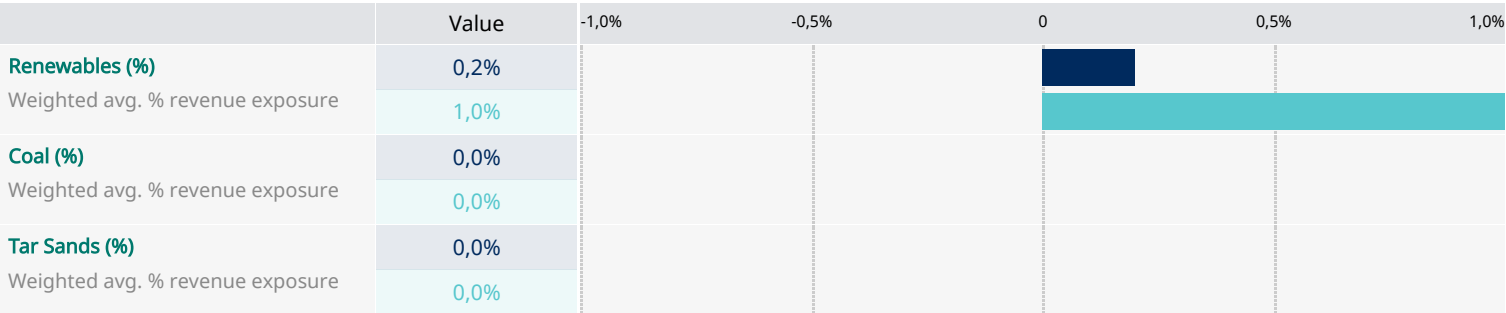 Value -1,0% -0,5% 0 0,5% 1,0%
Renewables (%) 0,2%
Weighted avg. % revenue exposure 1,0%
Coal (%) 0,0%
Weighted avg. % revenue exposure 0,0%
Tar Sands (%) 0,0%
Weighted avg. % revenue exposure 0,0%